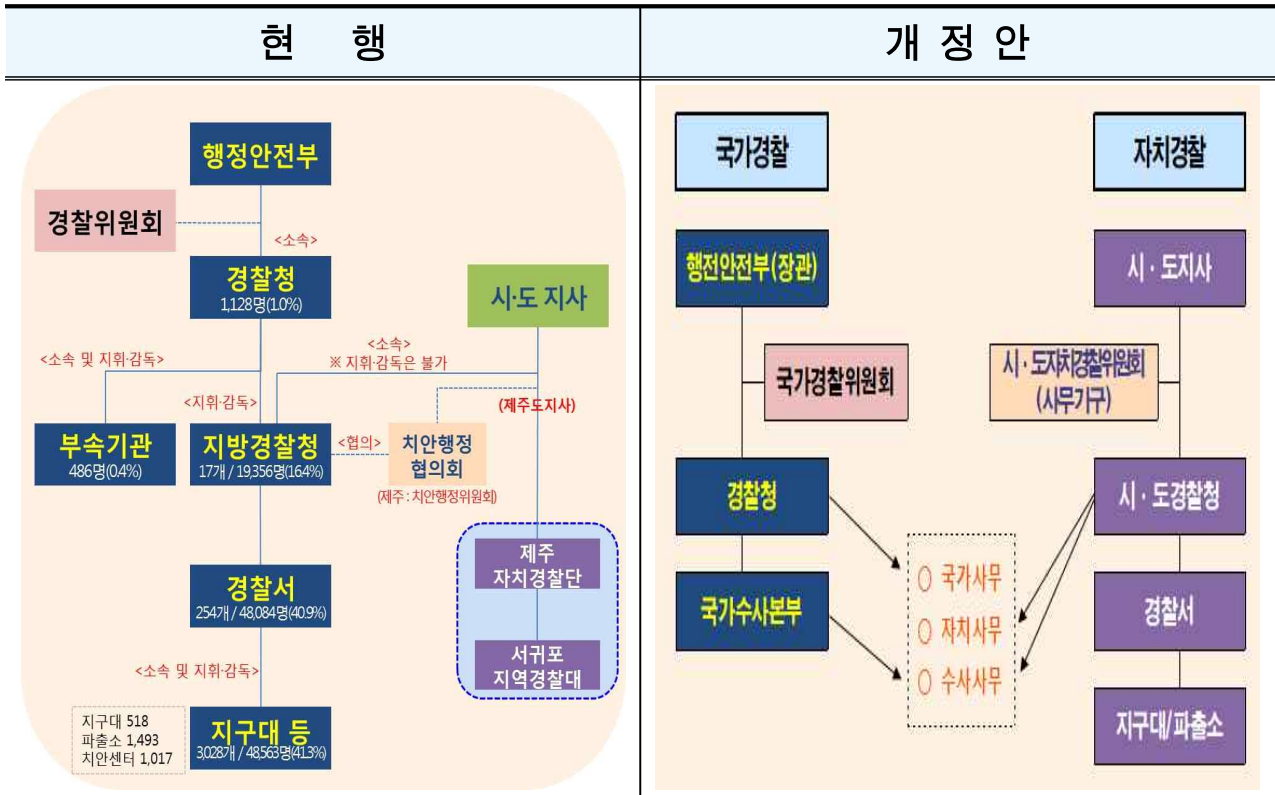 현 행
행정안전부
경찰위원회
<소속>
경찰청
1,128명(1.0%)
시·도 지사
<소속 및 지휘·감독>
<소속>
※ 지휘·감독은 불가
<지휘·감독>
(제주도지사)
부속기관
486명(0.4%)
지방경찰청
17개 / 19,356명(16.4%)
<협의>
치안행정
협의회
(제주 : 치안행정위원회)
제주
자치경찰단
경찰서
254개 / 48,084명(40.9%)
서귀포
지역경찰대
<소속 및 지휘·감독>
지구대 518
파출소 1,493
치안센터 1,017
지구대 등
3,028개 / 48,563명(41.3%)
개 정 안
국가경찰
자치경찰
행전안전부(장관)
시·도지사
국가경찰위원회
시·도자치경찰위원회
(사무기구)
경찰청
시·도경찰청
국가수사본부
○ 국가사무
○ 자치사무
○ 수사사무
경찰서
지구대/파출소